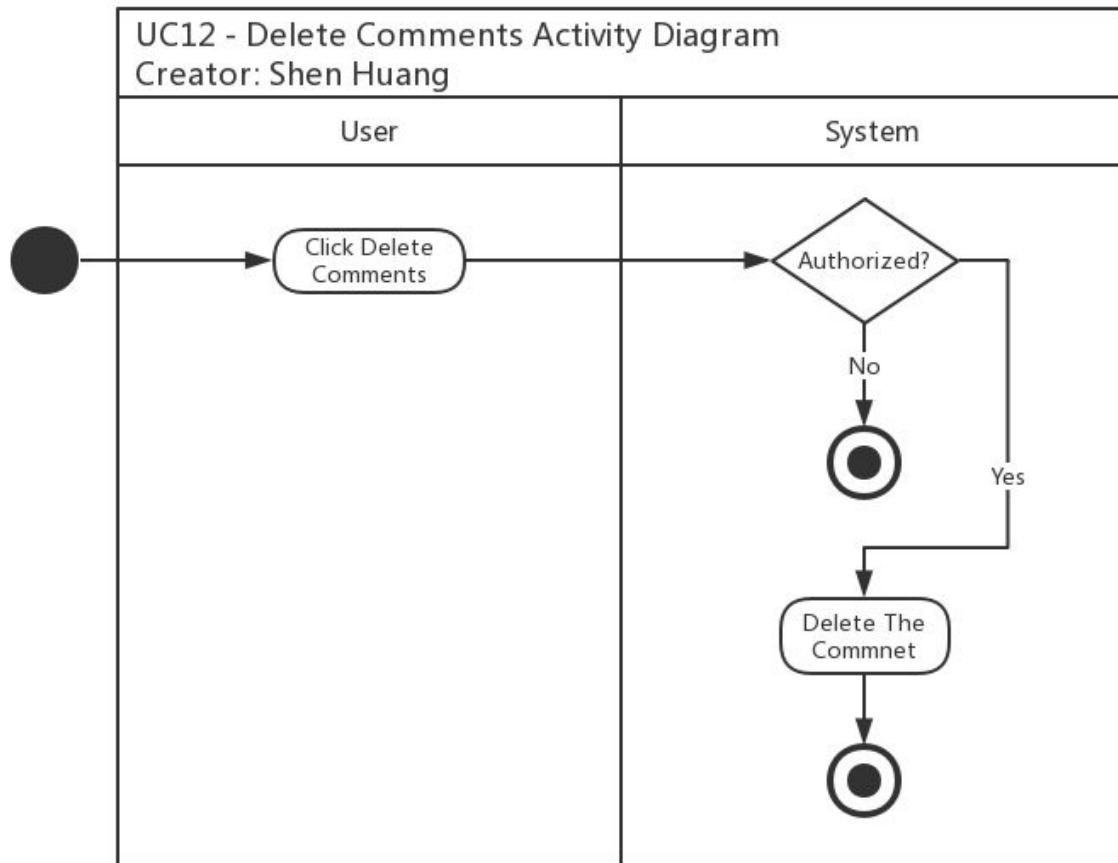 UC12 - Delete Comments Activity Diagram
Creator: Shen Huang
User
System
Click Delete
Comments
Authorized?
No
Yes
Delete The
Commnet